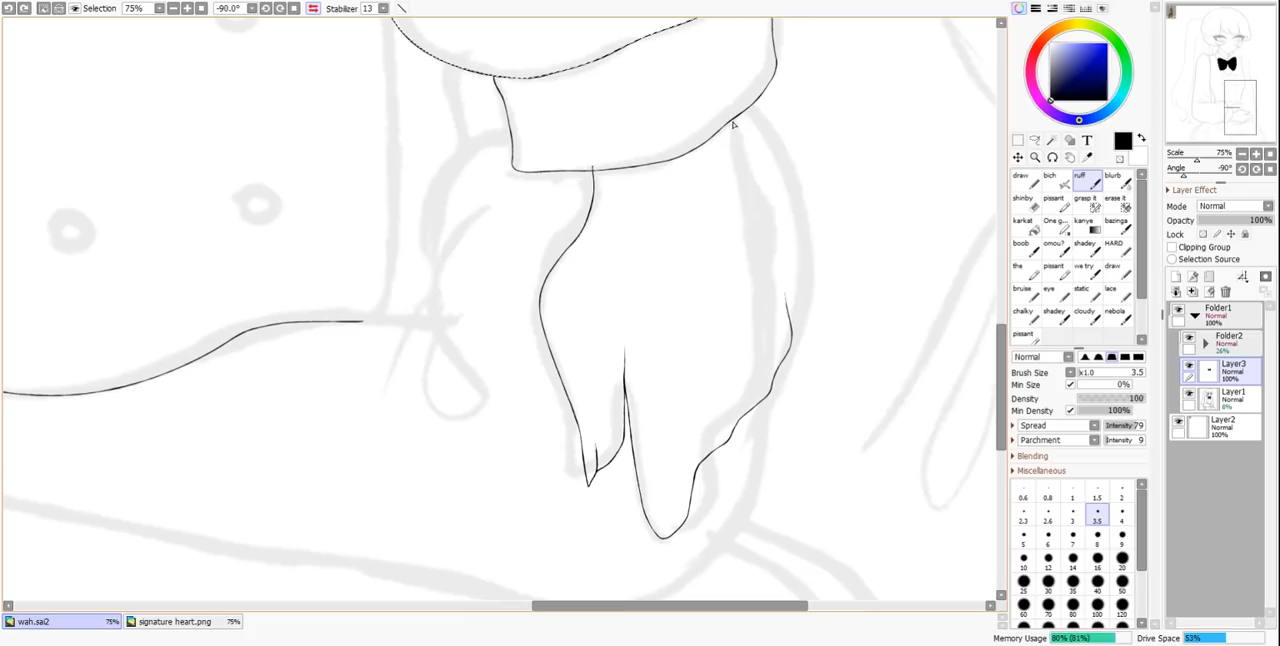 Selection 75% -90.0° Stabilizer 13
Scale 75%
Angle -90°
Layer Effect
Mode Normal
Opacity 100%
Lock
Clipping Group
Selection Source
draw bich ruff blurb
shinby pissant grasp it erase it
karkat One g... kanye bazinga
boob omou? shadey HARD
the pissant we try draw
bruise eye static lace
chalky shadey cloudy nebola
pissant
Normal
Brush Size x1.0 3.5
Min Size 0%
Density 100
Min Density 100%
Spread Intensity 79
Parchment Intensity 9
Blending
Miscellaneous
0.6 0.8 1 1.5 2
2.3 2.6 3 3.5 4
5 6 7 8 9
10 12 14 16 20
25 30 35 40 50
60 70 80 100 120
Folder1
Normal
100%
Folder2
Normal
26%
Layer3
Normal
100%
Layer1
Normal
8%
Layer2
Normal
100%
wah.sai2 75% signature heart.png 75%
Memory Usage 80% (81%) Drive Space 53%